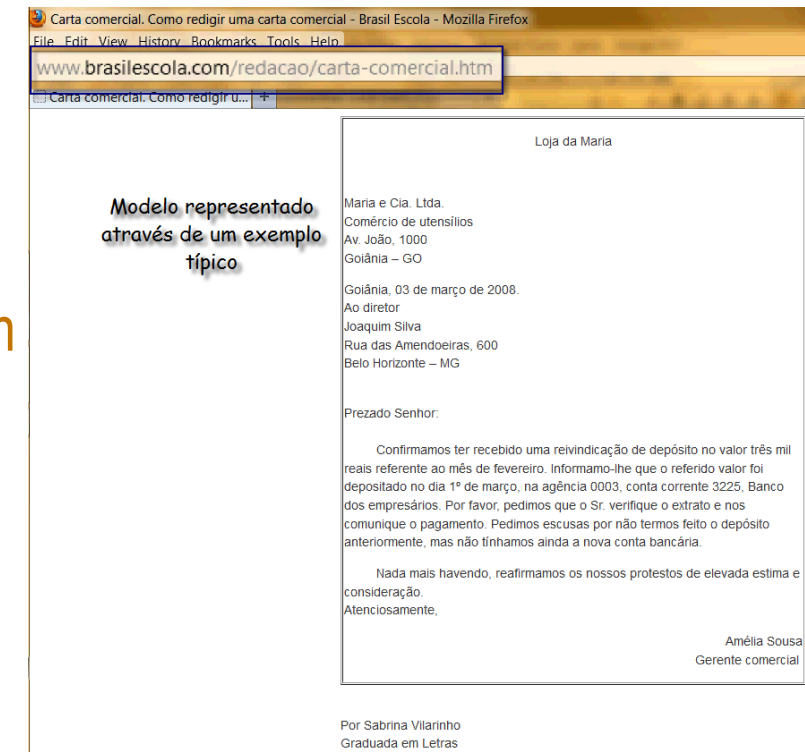 Carta comercial. Como redigir uma carta comercial - Brasil Escola - Mozilla Firefox
File Edit View History Bookmarks Tools Help
www.brasilescola.com/redacao/carta-comercial.htm
Carta comercial. Como redigir u... +
Modelo representado
através de um exemplo
típico
Loja da Maria
Maria e Cia. Ltda.
Comércio de utensílios
Av. João, 1000
Goiânia – GO
Goiânia, 03 de março de 2008.
Ao diretor
Joaquim Silva
Rua das Amendoeiras, 600
Belo Horizonte – MG
Prezado Senhor:
Confirmamos ter recebido uma reivindicação de depósito no valor três mil
reais referente ao mês de fevereiro. Informamo-lhe que o referido valor foi
depositado no dia 1º de março, na agência 0003, conta corrente 3225, Banco
dos empresários. Por favor, pedimos que o Sr. verifique o extrato e nos
comunique o pagamento. Pedimos escusas por não termos feito o depósito
anteriormente, mas não tínhamos ainda a nova conta bancária.
Nada mais havendo, reafirmamos os nossos protestos de elevada estima e
consideração.
Atenciosamente,
Amélia Sousa
Gerente comercial
Por Sabrina Vilarinho
Graduada em Letras